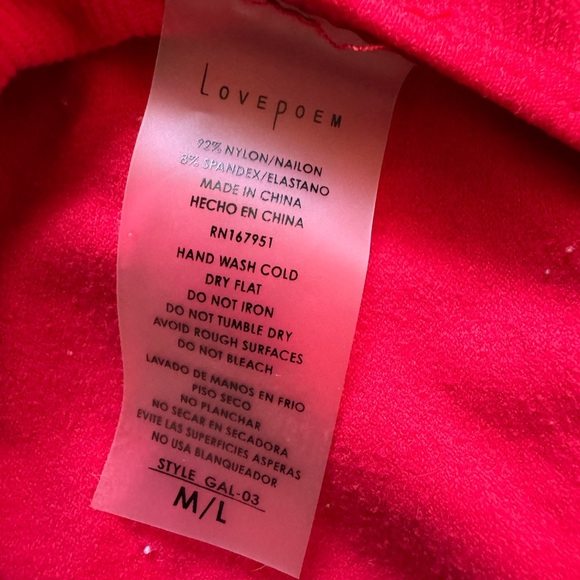 LOVEPOEM
92% NYLON/NAILON
8% SPANDEX/ELASTANO
MADE IN CHINA
HECHO EN CHINA
RN167951
HAND WASH COLD
DRY FLAT
DO NOT IRON
DO NOT TUMBLE DRY
AVOID ROUGH SURFACES
DO NOT BLEACH
LAVADO DE MANOS EN FRIO
PISO SECO
NO PLANCHAR
NO SECAR EN SECADORA
EVITE LAS SUPERFICIES ASPERAS
NO USA BLANQUEADOR
STYLE GAL-03
M/L